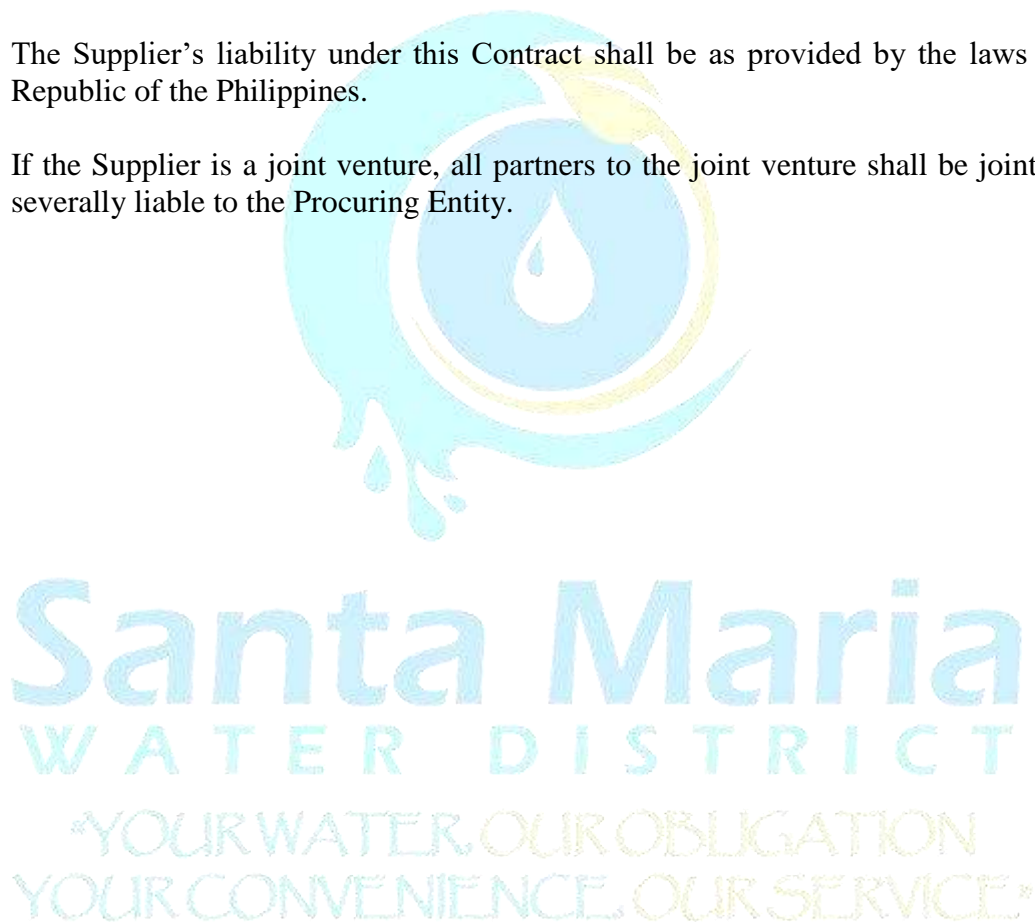 The Supplier’s liability under this Contract shall be as provided by the laws
Republic of the Philippines.
If the Supplier is a joint venture, all partners to the joint venture shall be joint
severally liable to the Procuring Entity.
Santa Maria
WATER DISTRICT
"YOUR WATER, OUR OBLIGATION
YOUR CONVENIENCE, OUR SERVICE."